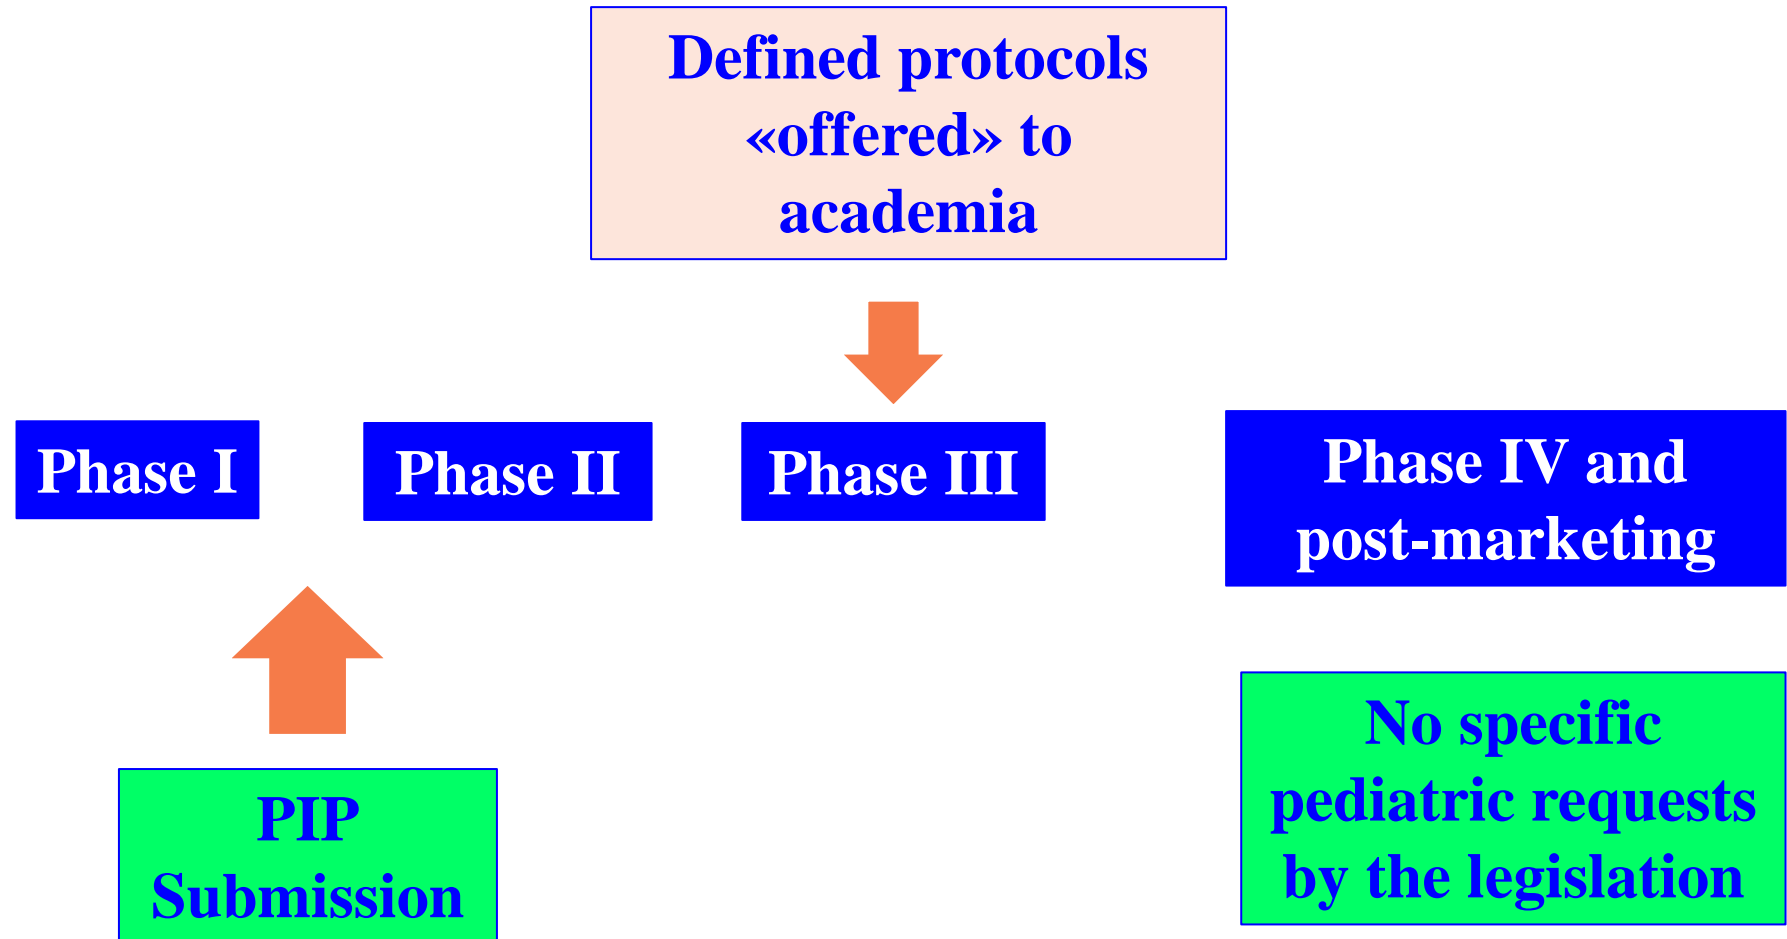 Defined protocols
«offered» to
academia
Phase I
Phase II
Phase III
Phase IV and
post-marketing
PIP
Submission
No specific
pediatric requests
by the legislation